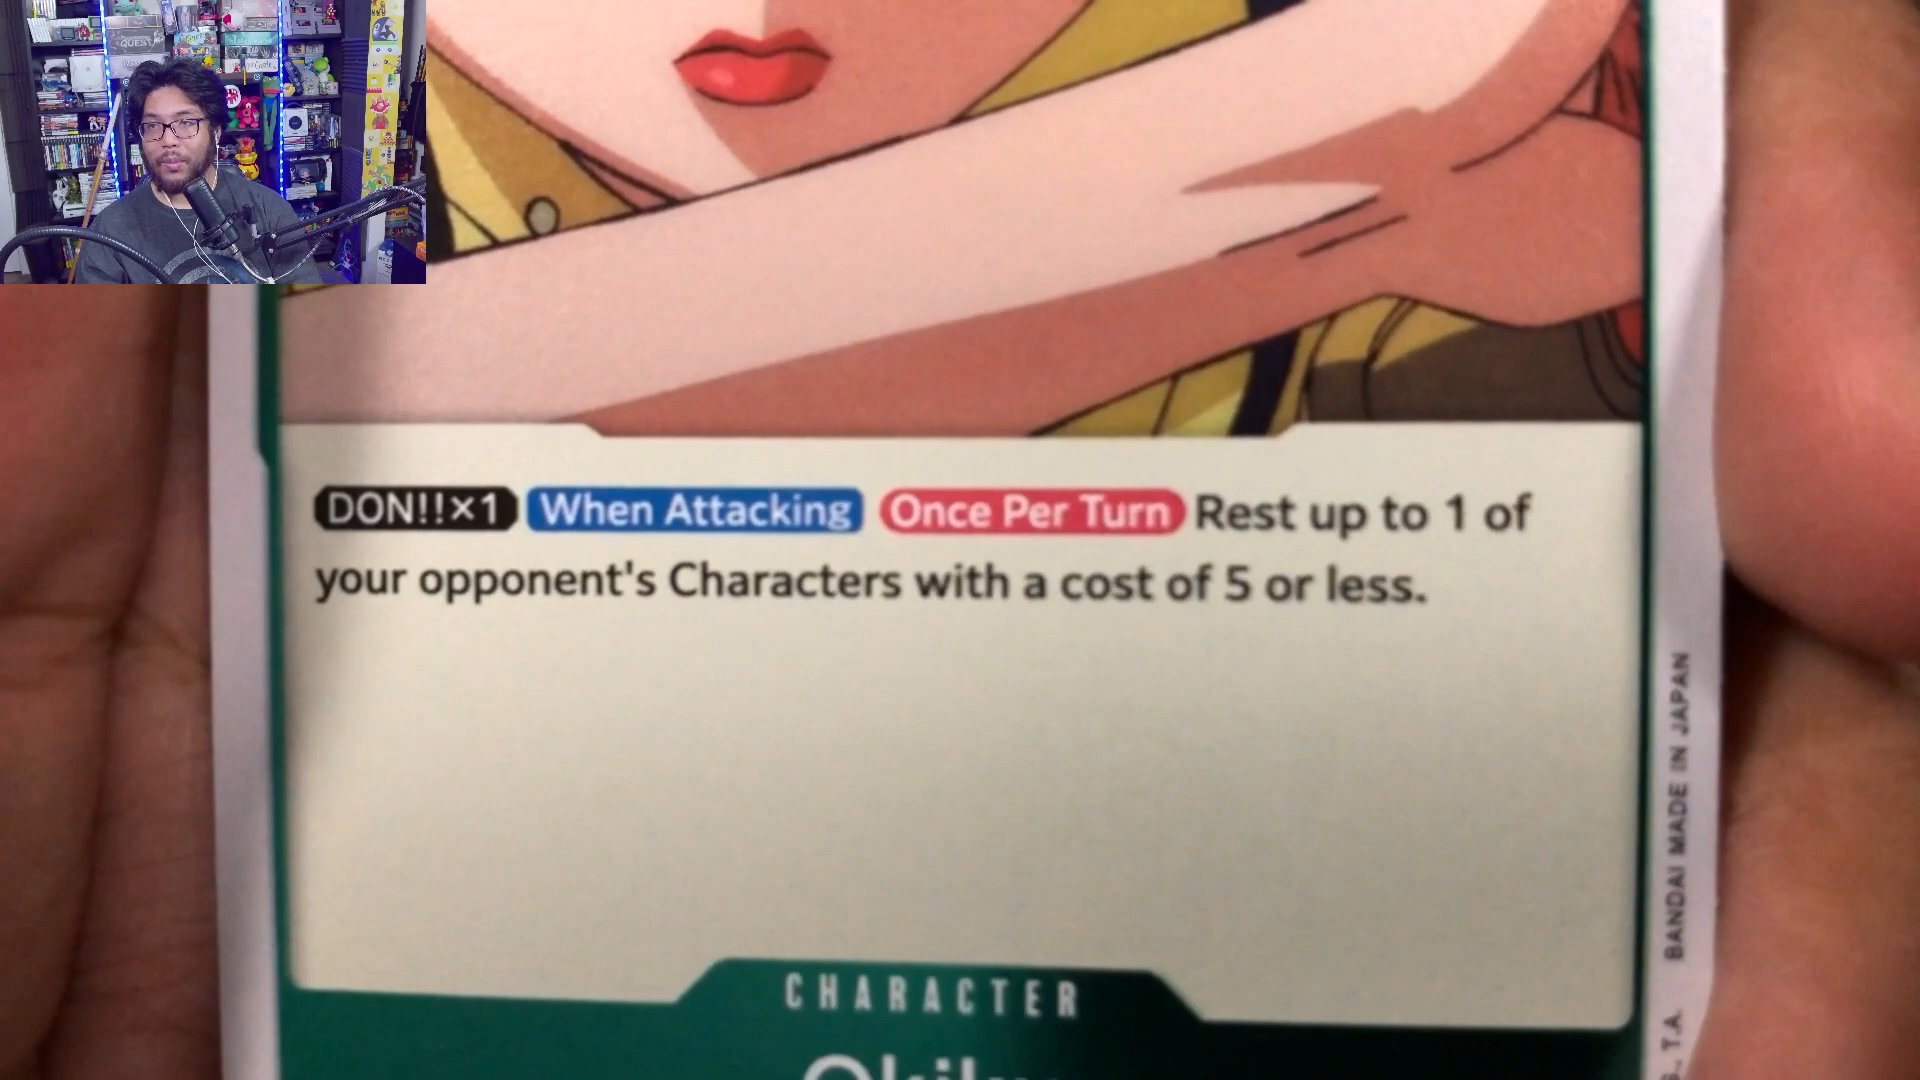 DON!!×1 When Attacking Once Per Turn Rest up to 1 of
your opponent's Characters with a cost of 5 or less.
CHARACTER
BANDAI MADE IN JAPAN
QUEST